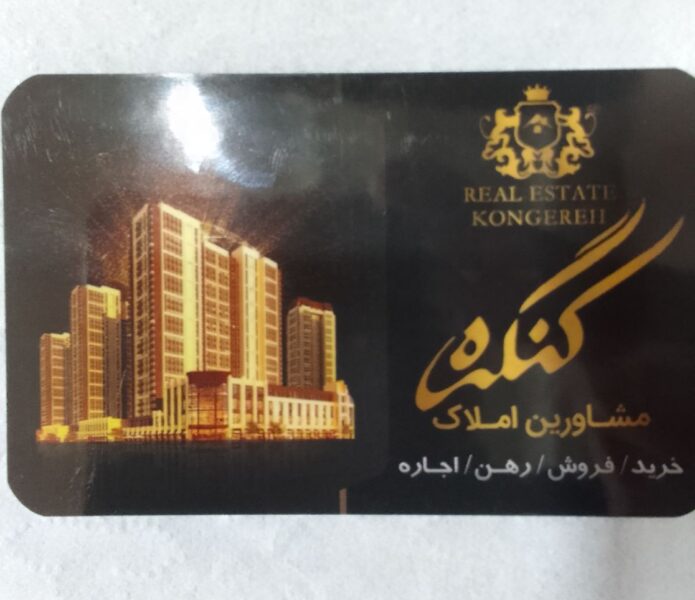 REAL ESTATE
KONGEREH
کنگره
مشاورین املاک
خرید/فروش/رهن/اجاره